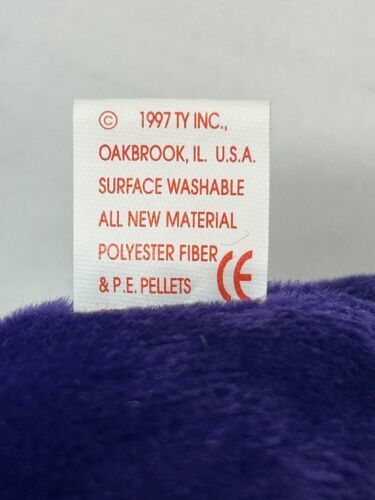 © 1997 TY INC.,
OAKBROOK, IL. U.S.A.
SURFACE WASHABLE
ALL NEW MATERIAL
POLYESTER FIBER
& P.E. PELLETS CE